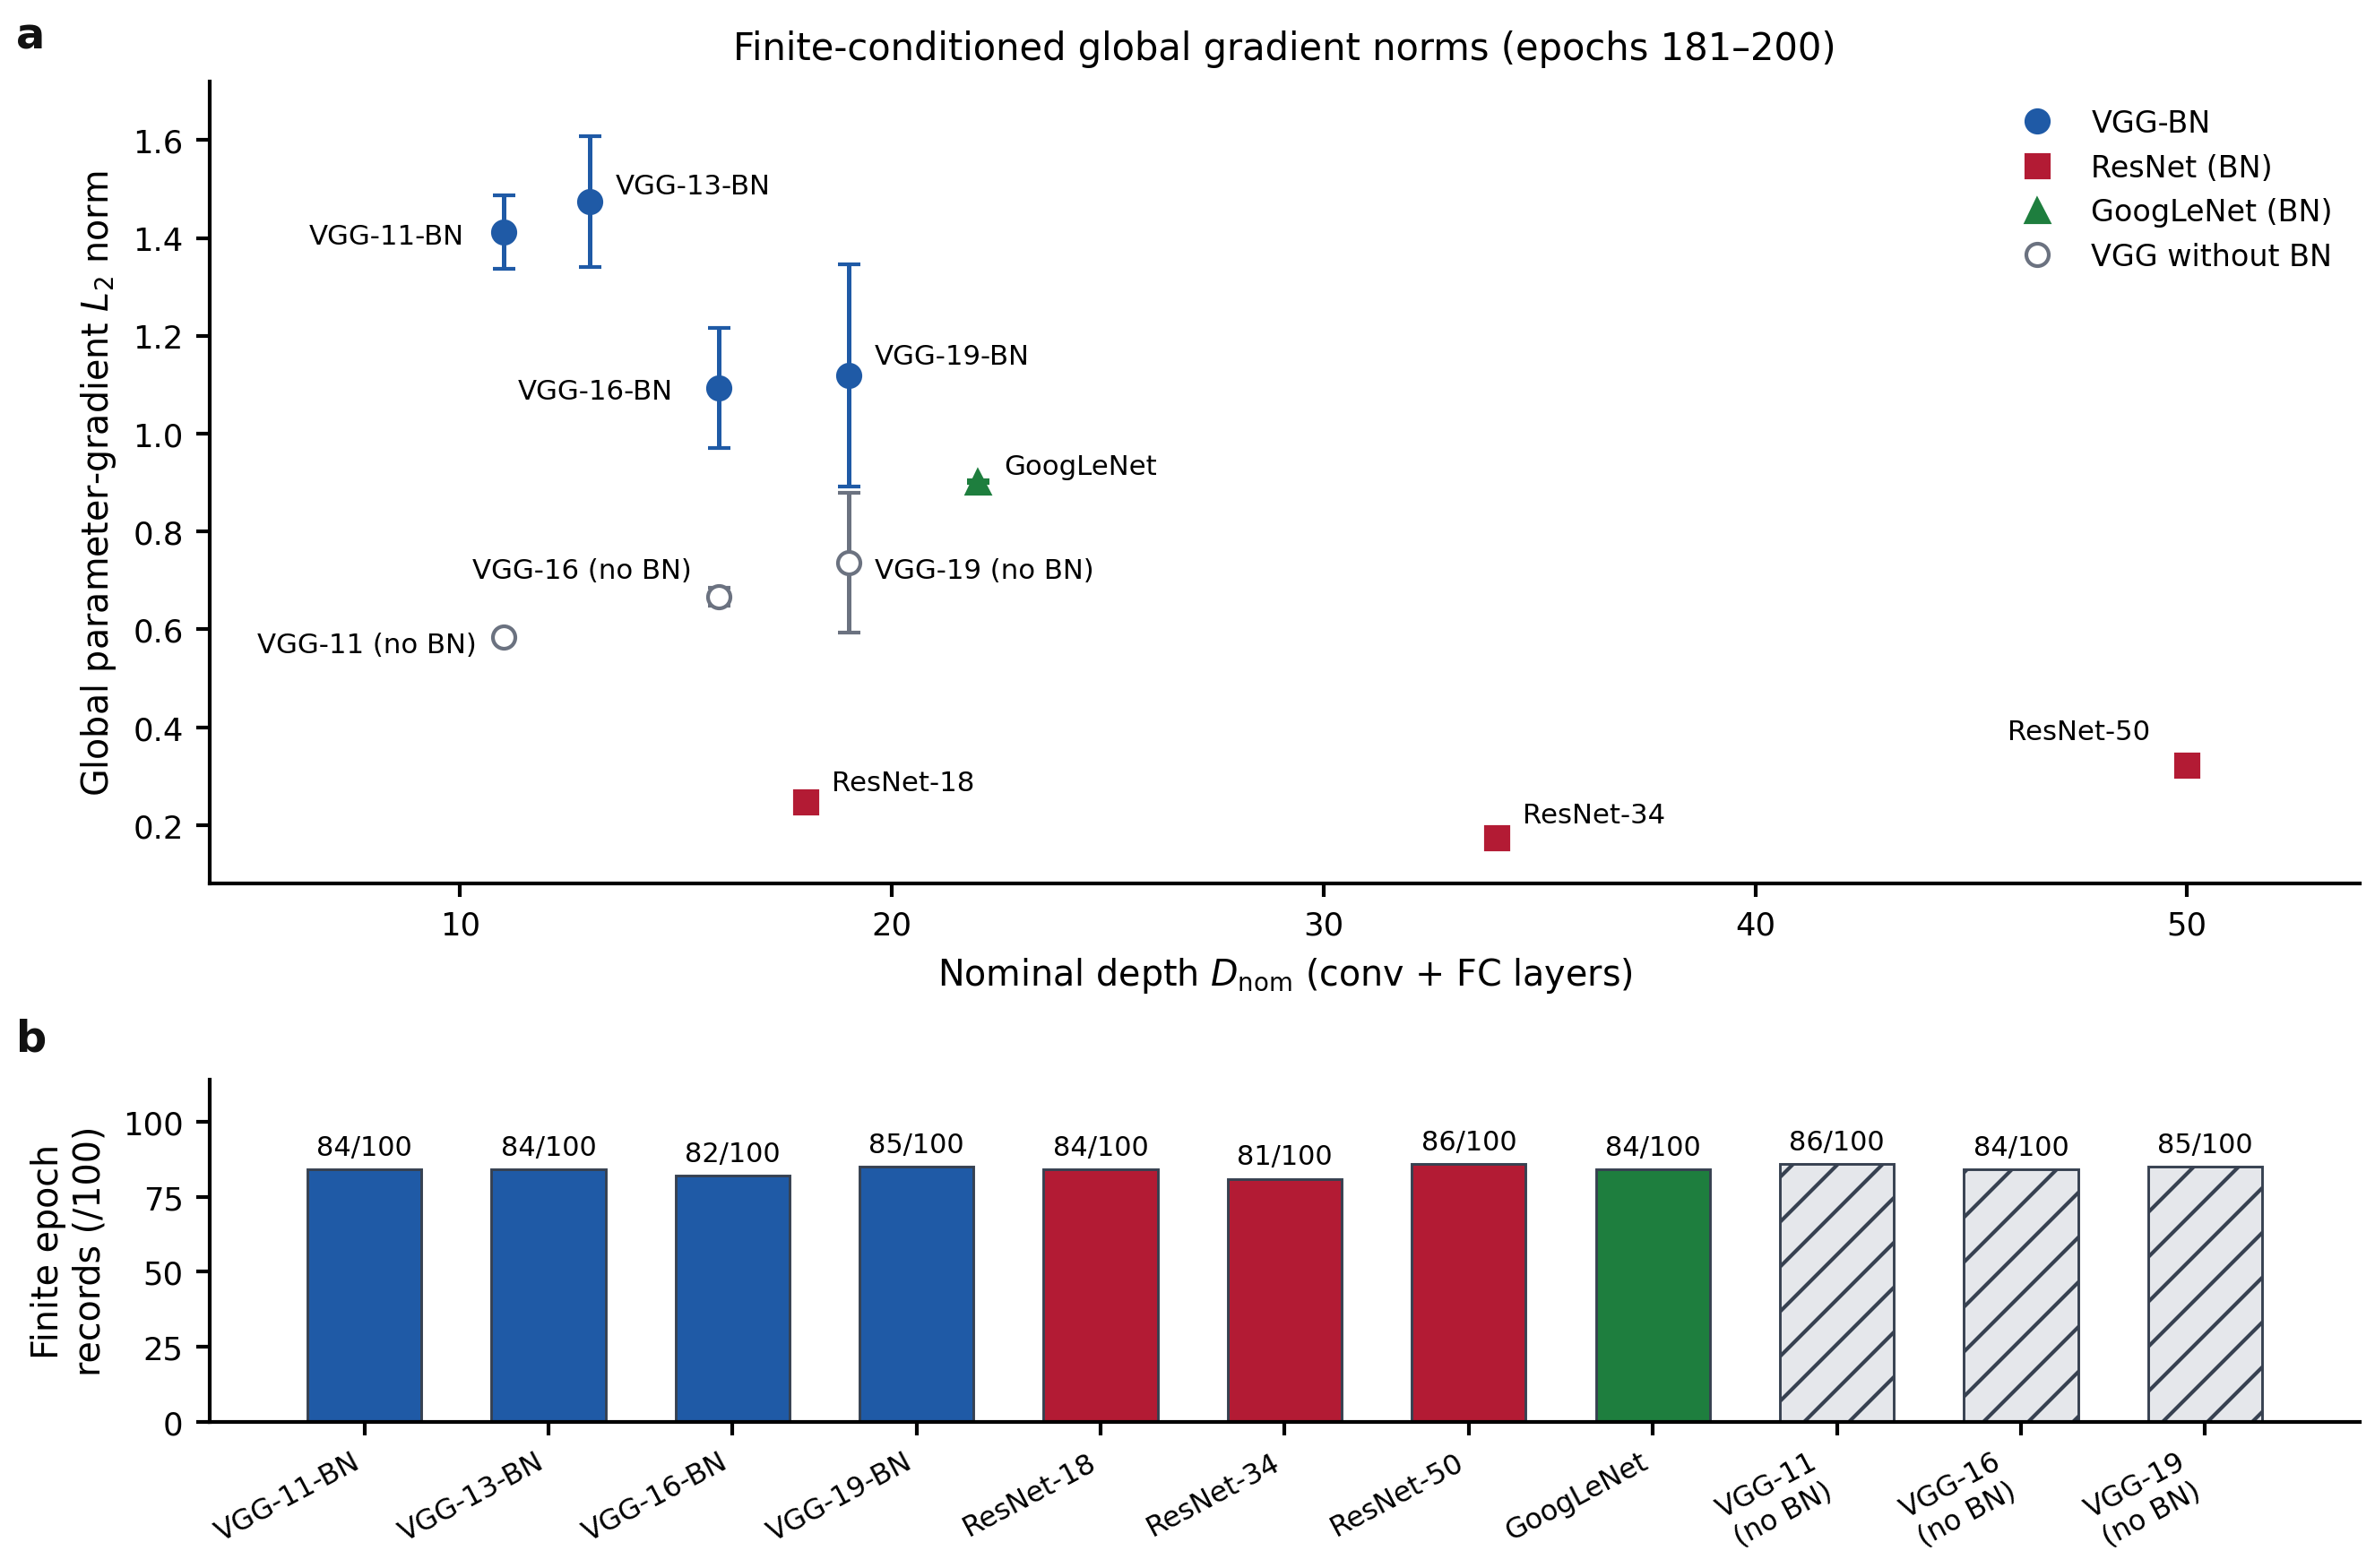 a
Finite-conditioned global gradient norms (epochs 181–200)
Global parameter-gradient L2 norm
1.6
1.4
1.2
1.0
0.8
0.6
0.4
0.2
VGG-BN
ResNet (BN)
GoogLeNet (BN)
VGG without BN
VGG-13-BN
VGG-11-BN
VGG-19-BN
VGG-16-BN
GoogLeNet
VGG-16 (no BN)
VGG-19 (no BN)
VGG-11 (no BN)
ResNet-50
ResNet-18
ResNet-34
10
20
30
40
50
Nominal depth Dnom (conv + FC layers)
b
Finite epoch
records (/100)
100
75
50
25
0
84/100
84/100
82/100
85/100
84/100
81/100
86/100
84/100
86/100
84/100
85/100
VGG-11-BN
VGG-13-BN
VGG-16-BN
VGG-19-BN
ResNet-18
ResNet-34
ResNet-50
GoogLeNet
VGG-11
(no BN)
VGG-16
(no BN)
VGG-19
(no BN)